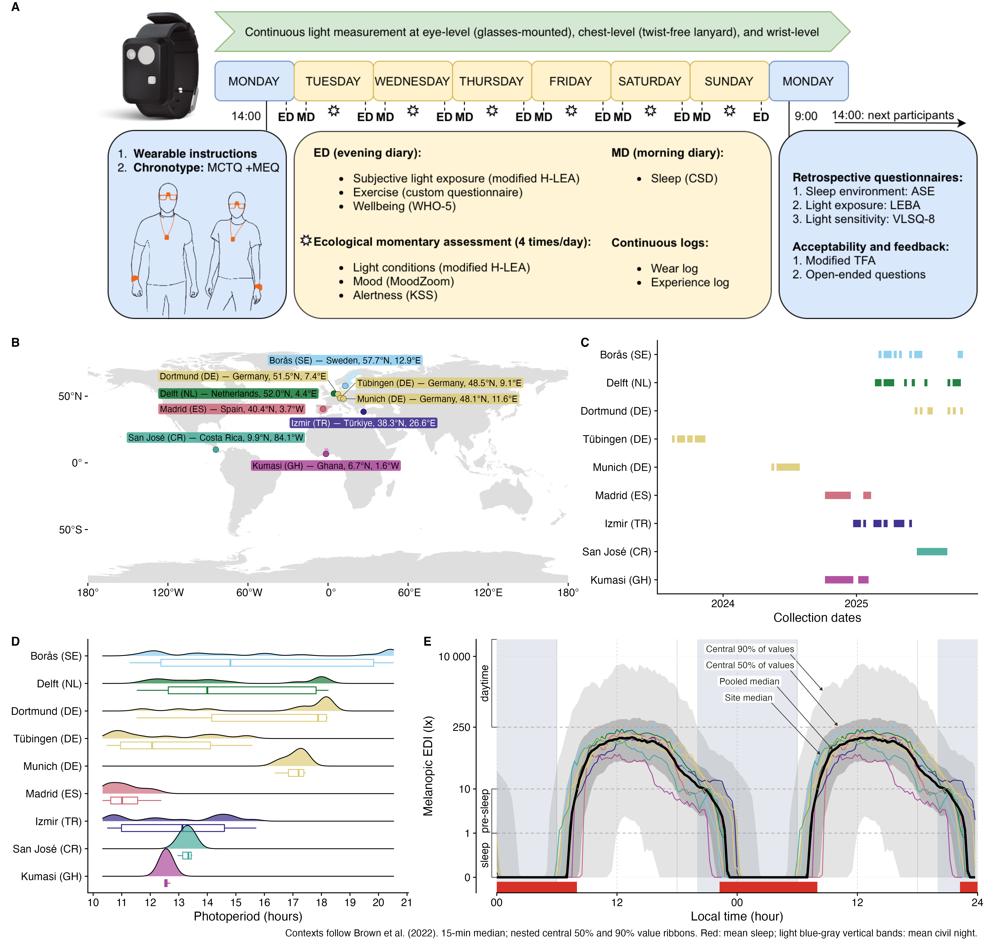 A
Continuous light measurement at eye-level (glasses-mounted), chest-level (twist-free lanyard), and wrist-level
MONDAY TUESDAY WEDNESDAY THURSDAY FRIDAY SATURDAY SUNDAY MONDAY
14:00 ED MD ED MD ED MD ED MD ED MD ED MD ED 9:00 14:00: next participants
1. Wearable instructions
2. Chronotype: MCTQ +MEQ
ED (evening diary):
• Subjective light exposure (modified H-LEA)
• Exercise (custom questionnaire)
• Wellbeing (WHO-5)
MD (morning diary):
• Sleep (CSD)
Ecological momentary assessment (4 times/day):
• Light conditions (modified H-LEA)
• Mood (MoodZoom)
• Alertness (KSS)
Continuous logs:
• Wear log
• Experience log
Retrospective questionnaires:
1. Sleep environment: ASE
2. Light exposure: LEBA
3. Light sensitivity: VLSQ-8
Acceptability and feedback:
1. Modified TFA
2. Open-ended questions
B
Borås (SE) — Sweden, 57.7°N, 12.9°E
Dortmund (DE) — Germany, 51.5°N, 7.4°E
Tübingen (DE) — Germany, 48.5°N, 9.1°E
Delft (NL) — Netherlands, 52.0°N, 4.4°E
Munich (DE) — Germany, 48.1°N, 11.6°E
Madrid (ES) — Spain, 40.4°N, 3.7°W
Izmir (TR) — Türkiye, 38.3°N, 26.6°E
San José (CR) — Costa Rica, 9.9°N, 84.1°W
Kumasi (GH) — Ghana, 6.7°N, 1.6°W
50°N
0°
50°S
180° 120°W 60°W 0° 60°E 120°E 180°
C
Borås (SE)
Delft (NL)
Dortmund (DE)
Tübingen (DE)
Munich (DE)
Madrid (ES)
Izmir (TR)
San José (CR)
Kumasi (GH)
2024 2025
Collection dates
D
Borås (SE)
Delft (NL)
Dortmund (DE)
Tübingen (DE)
Munich (DE)
Madrid (ES)
Izmir (TR)
San José (CR)
Kumasi (GH)
10 11 12 13 14 15 16 17 18 19 20 21
Photoperiod (hours)
E
Melanopic EDI (lx)
10 000
250
10
1
0
daytime
pre-sleep
sleep
Central 90% of values
Central 50% of values
Pooled median
Site median
00 12 00 12 24
Local time (hour)
Contexts follow Brown et al. (2022). 15-min median; nested central 50% and 90% value ribbons. Red: mean sleep; light blue-gray vertical bands: mean civil night.